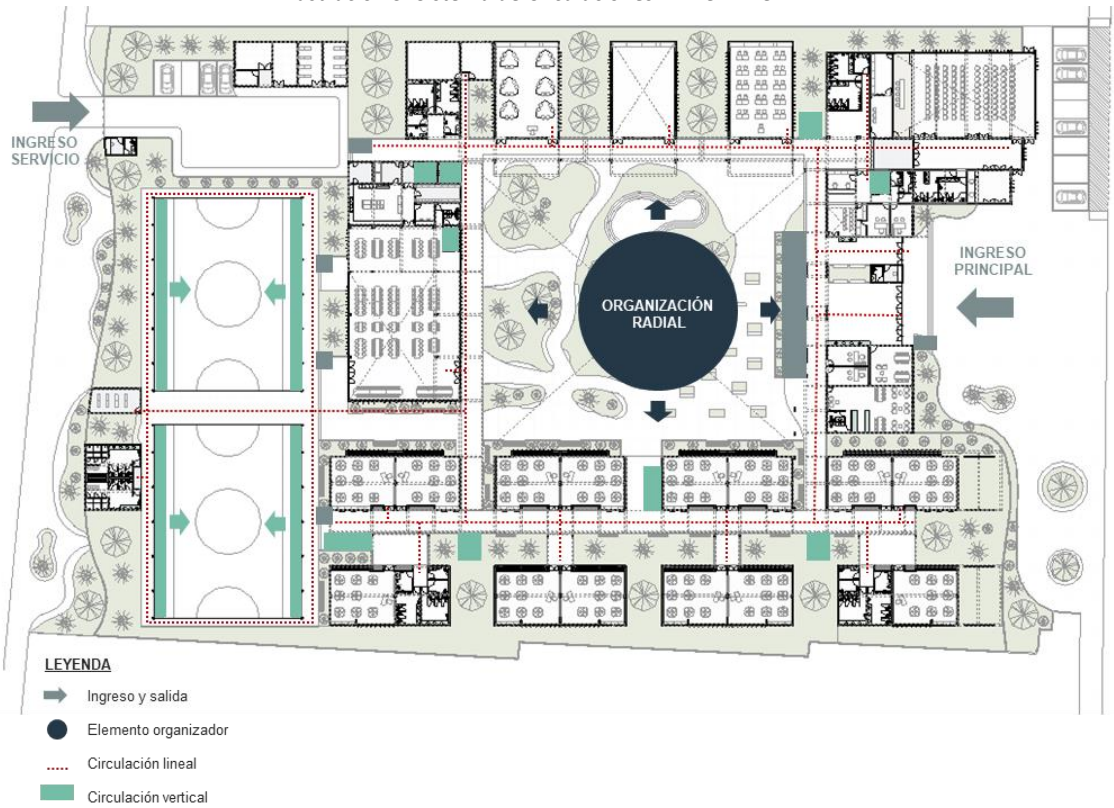 INGRESO
SERVICIO
ORGANIZACIÓN
RADIAL
INGRESO
PRINCIPAL
LEYENDA
Ingreso y salida
Elemento organizador
Circulación lineal
Circulación vertical